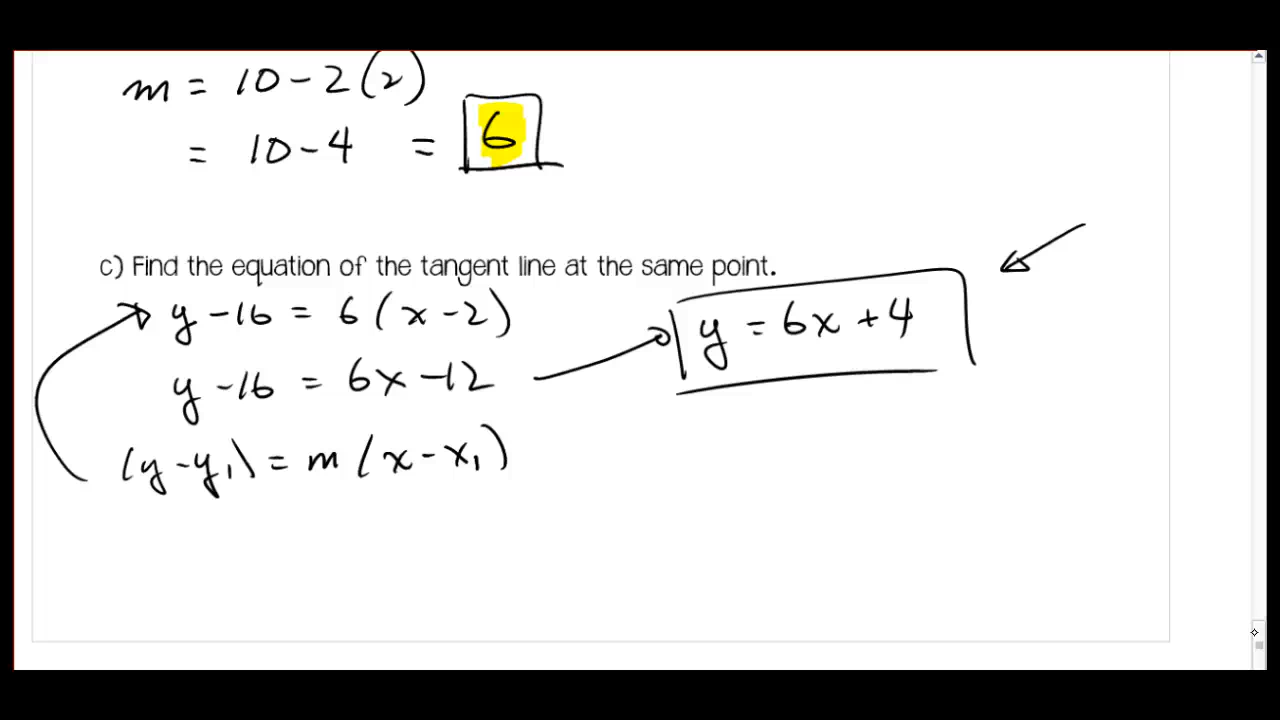 m = 10 - 2(2)
= 10 - 4 = 6
c) Find the equation of the tangent line at the same point.
y - 16 = 6(x - 2)
y = 6x + 4
y - 16 = 6x - 12
(y - y₁) = m(x - x₁)